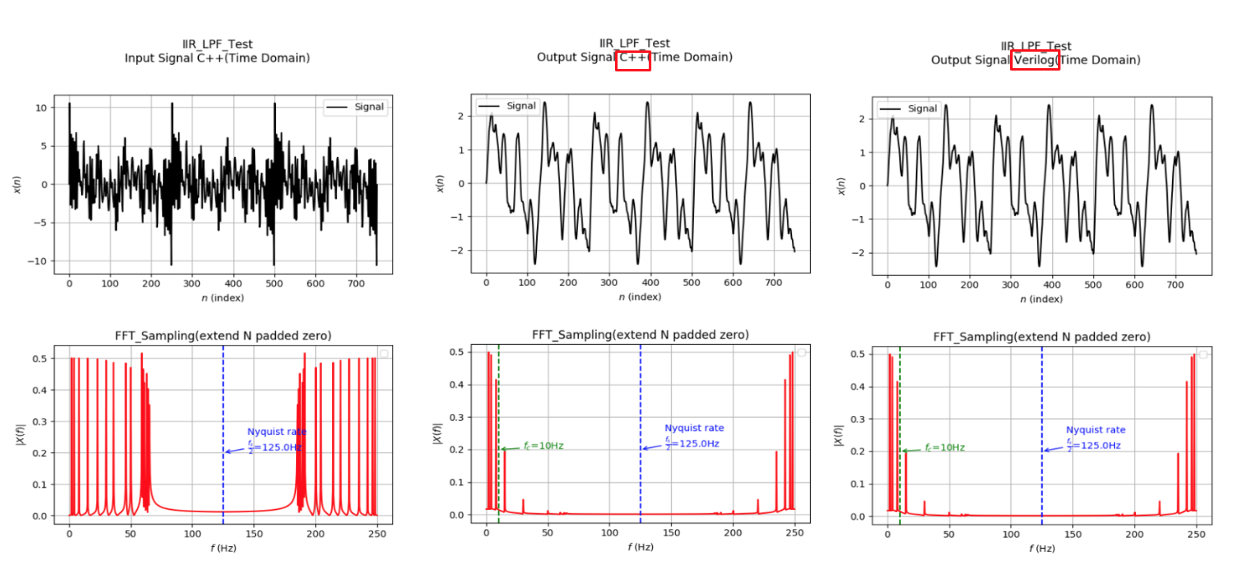 IIR_LPF_Test
Input Signal C++(Time Domain)
10
5
0
−5
−10
x(n)
Signal
0 100 200 300 400 500 600 700
n (index)
IIR_LPF_Test
Output Signal C++(Time Domain)
2
1
0
−1
−2
x(n)
Signal
0 100 200 300 400 500 600 700
n (index)
IIR_LPF_Test
Output Signal Verilog(Time Domain)
2
1
0
−1
−2
x(n)
Signal
0 100 200 300 400 500 600 700
n (index)
FFT_Sampling(extend N padded zero)
0.5
0.4
0.3
0.2
0.1
0.0
|X(f)|
Nyquist rate
fs/2=125.0Hz
0 50 100 150 200 250
f (Hz)
FFT_Sampling(extend N padded zero)
0.5
0.4
0.3
0.2
0.1
0.0
|X(f)|
fc=10Hz
Nyquist rate
fs/2=125.0Hz
0 50 100 150 200 250
f (Hz)
FFT_Sampling(extend N padded zero)
0.5
0.4
0.3
0.2
0.1
0.0
|X(f)|
fc=10Hz
Nyquist rate
fs/2=125.0Hz
0 50 100 150 200 250
f (Hz)